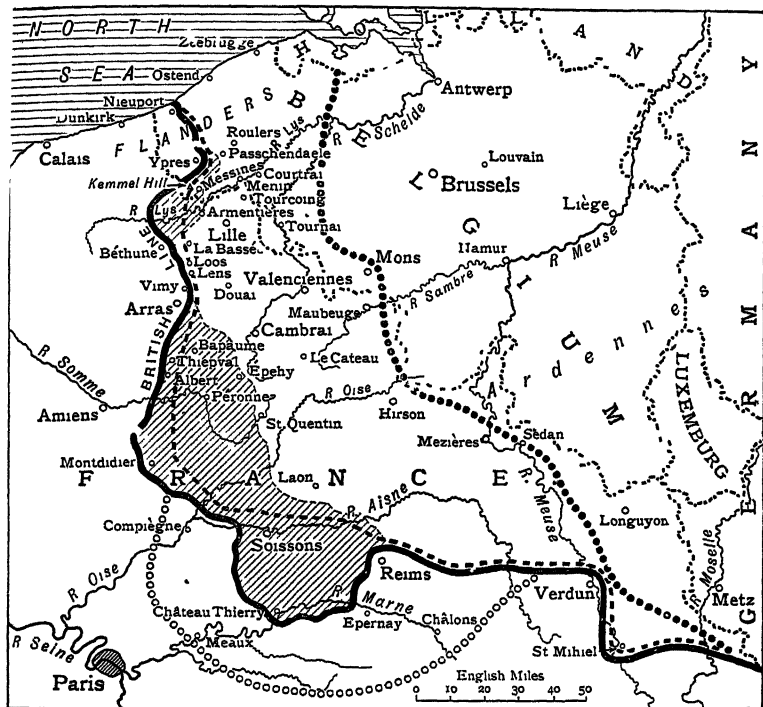 NORTH
SEA
HOLLAND
Zeebrugge
Ostend
Nieuport
Dunkirk
Antwerp
FLANDERS
R Lys
R Schelde
Calais
Roulers
Passchendaele
Ypres
Louvain
Kemmel Hill
Messines
Courtrai
Brussels
BELGIUM
GERMANY
Menin
Tourcoing
R Lys
Armentières
Liège
Lille
Tournai
Béthune
La Bassé
Loos
Lens
Namur
R Meuse
Mons
Valenciennes
R Sambre
Vimy
Douai
Maubeuge
Arras
BRITISH LINE
Cambrai
Ardennes
Bapaume
Le Cateau
Thiepval
LUXEMBURG
R Somme
Albert
Epehy
R Oise
Péronne
Hirson
Amiens
St. Quentin
Mezières
Sedan
Montdidier
FRANCE
Laon
R. Meuse
R. Aisne
Longuyon
R Moselle
Compiègne
Soissons
R Oise
Reims
Verdun
Metz
R Marne
Château Thierry
Epernay
Châlons
R Seine
Meaux
St Mihiel
Paris
English Miles
0 10 20 30 40 50